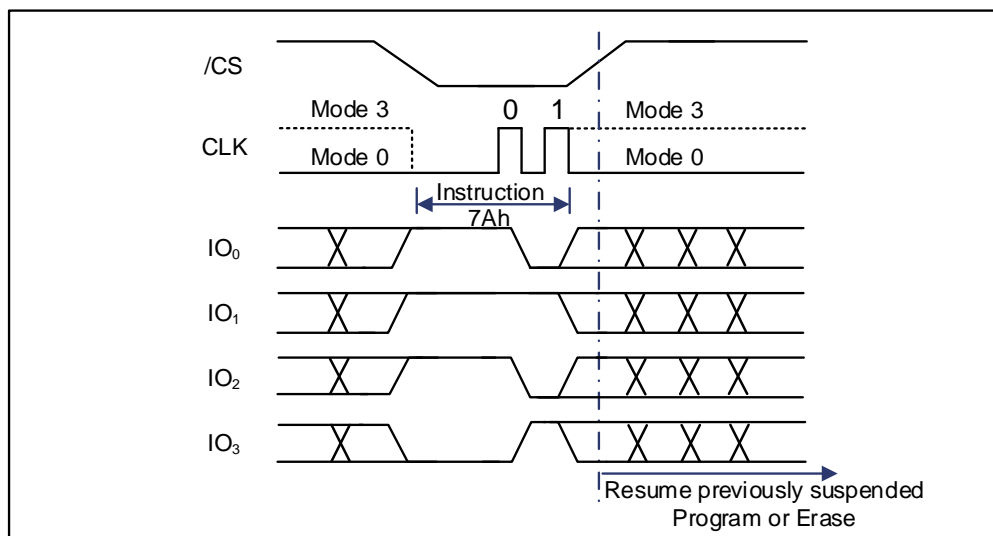 /CS
Mode 3 0 1 Mode 3
CLK
Mode 0 Mode 0
Instruction
7Ah
IO₀
IO₁
IO₂
IO₃
Resume previously suspended
Program or Erase